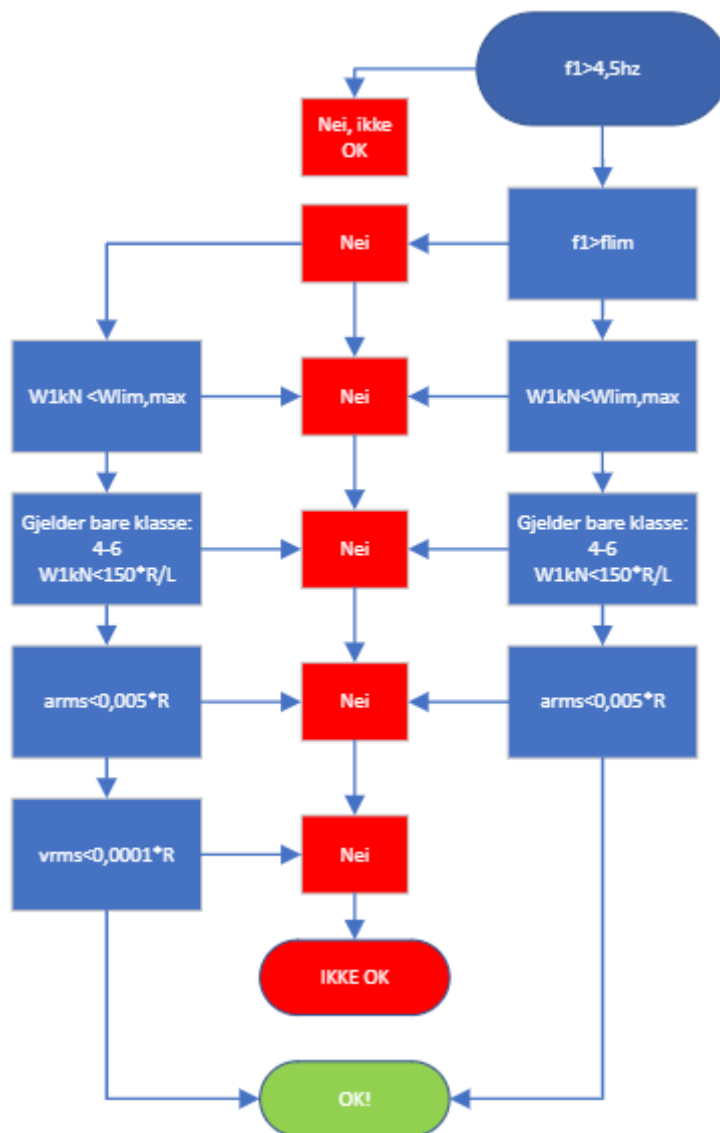 f1>4,5hz
Nei, ikke
OK
Nei
f1>flim
W1kN <Wlim,max
Nei
W1kN<Wlim,max
Gjelder bare klasse:
4-6
W1kN<150*R/L
Nei
Gjelder bare klasse:
4-6
W1kN<150*R/L
arms<0,005*R
Nei
arms<0,005*R
vrms<0,0001*R
Nei
IKKE OK
OK!